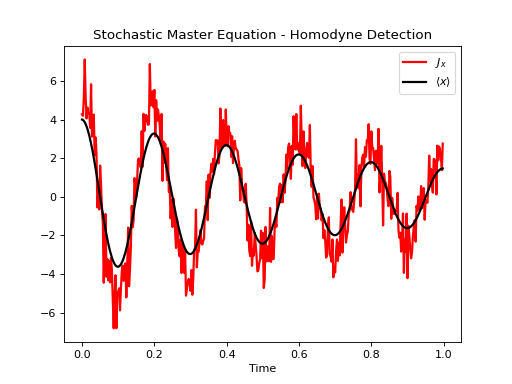 Stochastic Master Equation - Homodyne Detection
J_x
⟨x⟩
6
4
2
0
−2
−4
−6
0.0 0.2 0.4 0.6 0.8 1.0
Time